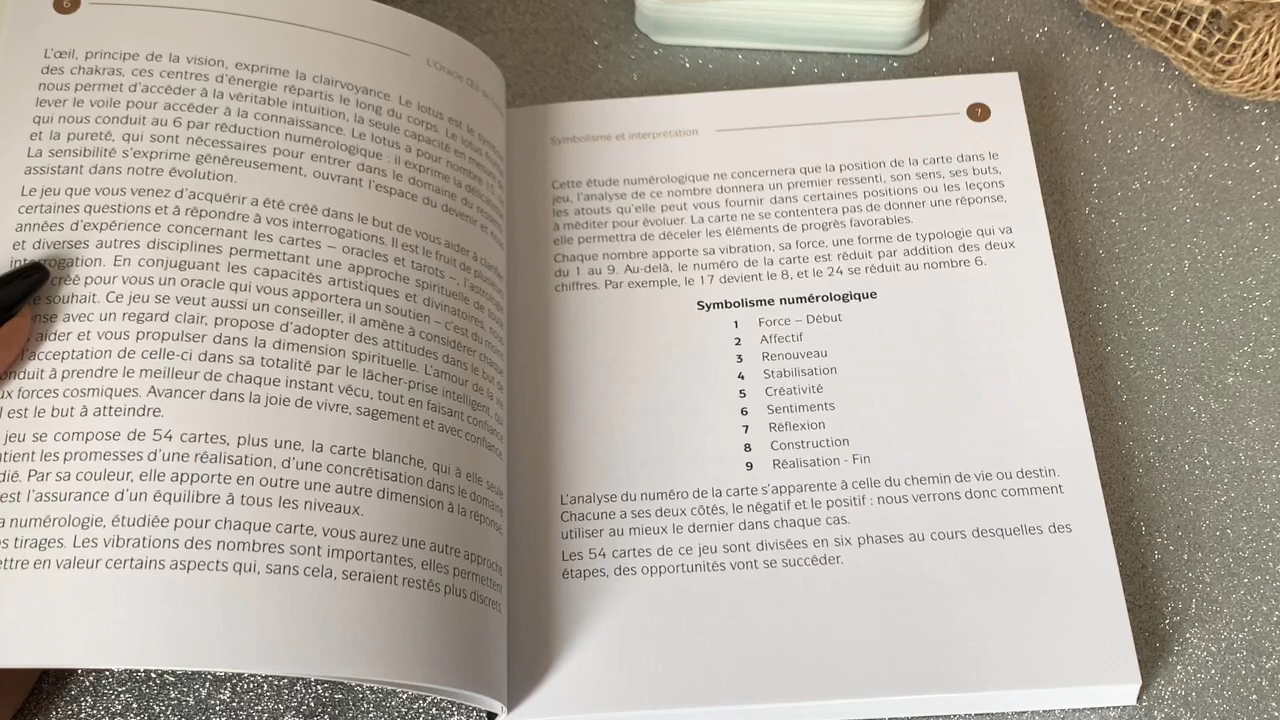 6
L'Oracle Œil de
L'œil, principe de la vision, exprime la clairvoyance. Le lotus est le
des chakras, ces centres d'énergie répartis le long du corps. Le lotus
nous permet d'accéder à la véritable intuition, la seule capacité en mesure de
lever le voile pour accéder à la connaissance. Le lotus a pour nombre
qui nous conduit au 6 par réduction numérologique : il exprime la délicatesse
et la pureté, qui sont nécessaires pour entrer dans le domaine du
La sensibilité s'exprime généreusement, ouvrant l'espace du devenir et nous
assistant dans notre évolution.
Le jeu que vous venez d'acquérir a été créé dans le but de vous aider à clarifier
certaines questions et à répondre à vos interrogations. Il est le fruit de plusieurs
années d'expérience concernant les cartes – oracles et tarots –, l'astrologie
et diverses autres disciplines permettant une approche spirituelle de toute
interrogation. En conjuguant les capacités artistiques et divinatoires, nous
créé pour vous un oracle qui vous apportera un soutien – c'est du moins
souhait. Ce jeu se veut aussi un conseiller, il amène à considérer chaque
avec un regard clair, propose d'adopter des attitudes dans le but de
aider et vous propulser dans la dimension spirituelle. L'amour de la vie
l'acceptation de celle-ci dans sa totalité par le lâcher-prise intelligent, qui
onduit à prendre le meilleur de chaque instant vécu, tout en faisant confiance
ux forces cosmiques. Avancer dans la joie de vivre, sagement et avec confiance,
l est le but à atteindre.
jeu se compose de 54 cartes, plus une, la carte blanche, qui à elle seule
tient les promesses d'une réalisation, d'une concrétisation dans le domaine
dié. Par sa couleur, elle apporte en outre une autre dimension à la réponse,
est l'assurance d'un équilibre à tous les niveaux.
a numérologie, étudiée pour chaque carte, vous aurez une autre approche
s tirages. Les vibrations des nombres sont importantes, elles permettent
ettre en valeur certains aspects qui, sans cela, seraient restés plus discrets.
Symbolisme et interprétation
7
Cette étude numérologique ne concernera que la position de la carte dans le
jeu, l'analyse de ce nombre donnera un premier ressenti, son sens, ses buts,
les atouts qu'elle peut vous fournir dans certaines positions ou les leçons
à méditer pour évoluer. La carte ne se contentera pas de donner une réponse,
elle permettra de déceler les éléments de progrès favorables.
Chaque nombre apporte sa vibration, sa force, une forme de typologie qui va
du 1 au 9. Au-delà, le numéro de la carte est réduit par addition des deux
chiffres. Par exemple, le 17 devient le 8, et le 24 se réduit au nombre 6.
Symbolisme numérologique
1 Force – Début
2 Affectif
3 Renouveau
4 Stabilisation
5 Créativité
6 Sentiments
7 Réflexion
8 Construction
9 Réalisation - Fin
L'analyse du numéro de la carte s'apparente à celle du chemin de vie ou destin.
Chacune a ses deux côtés, le négatif et le positif : nous verrons donc comment
utiliser au mieux le dernier dans chaque cas.
Les 54 cartes de ce jeu sont divisées en six phases au cours desquelles des
étapes, des opportunités vont se succéder.